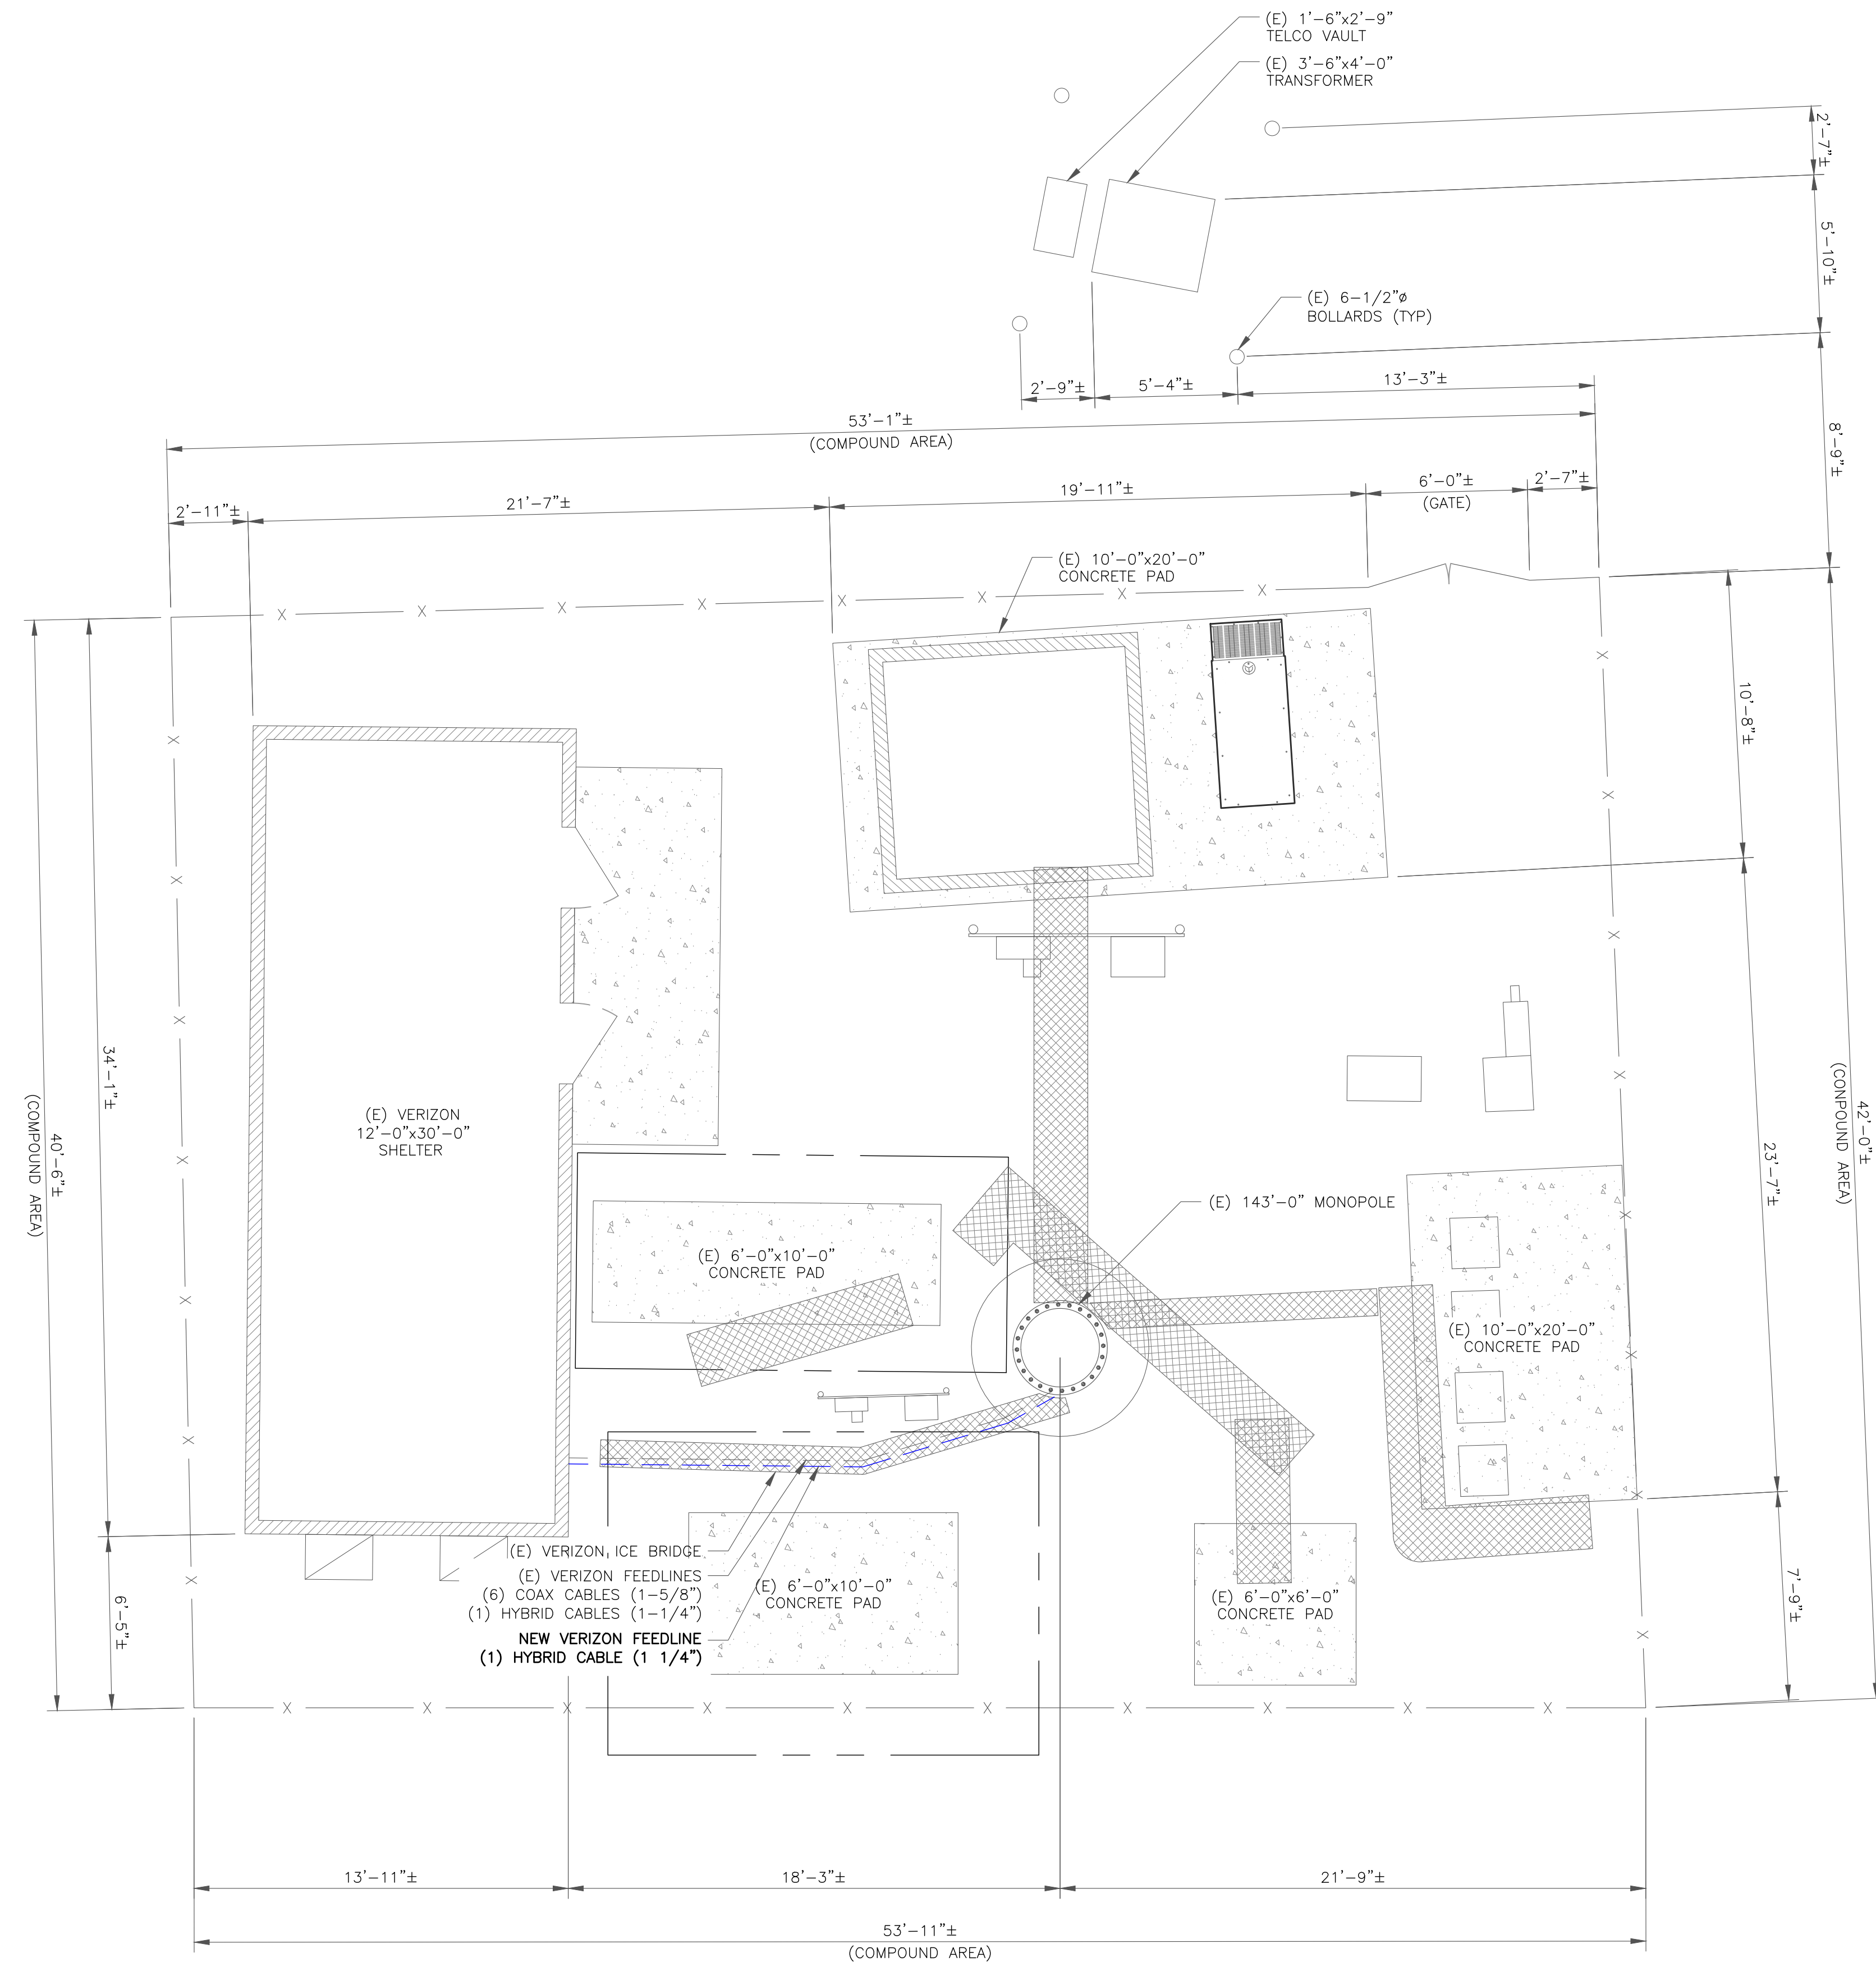 (E) 1'-6"x2'-9"
TELCO VAULT
(E) 3'-6"x4'-0"
TRANSFORMER
2'-7"±
5'-10"±
(E) 6-1/2"ø
BOLLARDS (TYP)
2'-9"±
5'-4"±
13'-3"±
53'-1"±
(COMPOUND AREA)
8'-9"±
2'-11"±
21'-7"±
19'-11"±
6'-0"±
(GATE)
2'-7"±
(E) 10'-0"x20'-0"
CONCRETE PAD
10'-8"±
34'-1"±
40'-6"±
(COMPOUND AREA)
(E) VERIZON
12'-0"x30'-0"
SHELTER
42'-0"±
(CONPOUND AREA)
23'-7"±
(E) 143'-0" MONOPOLE
(E) 6'-0"x10'-0"
CONCRETE PAD
(E) 10'-0"x20'-0"
CONCRETE PAD
(E) VERIZON ICE BRIDGE
(E) VERIZON FEEDLINES
(6) COAX CABLES (1-5/8")
(1) HYBRID CABLES (1-1/4")
NEW VERIZON FEEDLINE
(1) HYBRID CABLE (1 1/4")
(E) 6'-0"x10'-0"
CONCRETE PAD
(E) 6'-0"x6'-0"
CONCRETE PAD
6'-5"±
7'-9"±
13'-11"±
18'-3"±
21'-9"±
53'-11"±
(COMPOUND AREA)